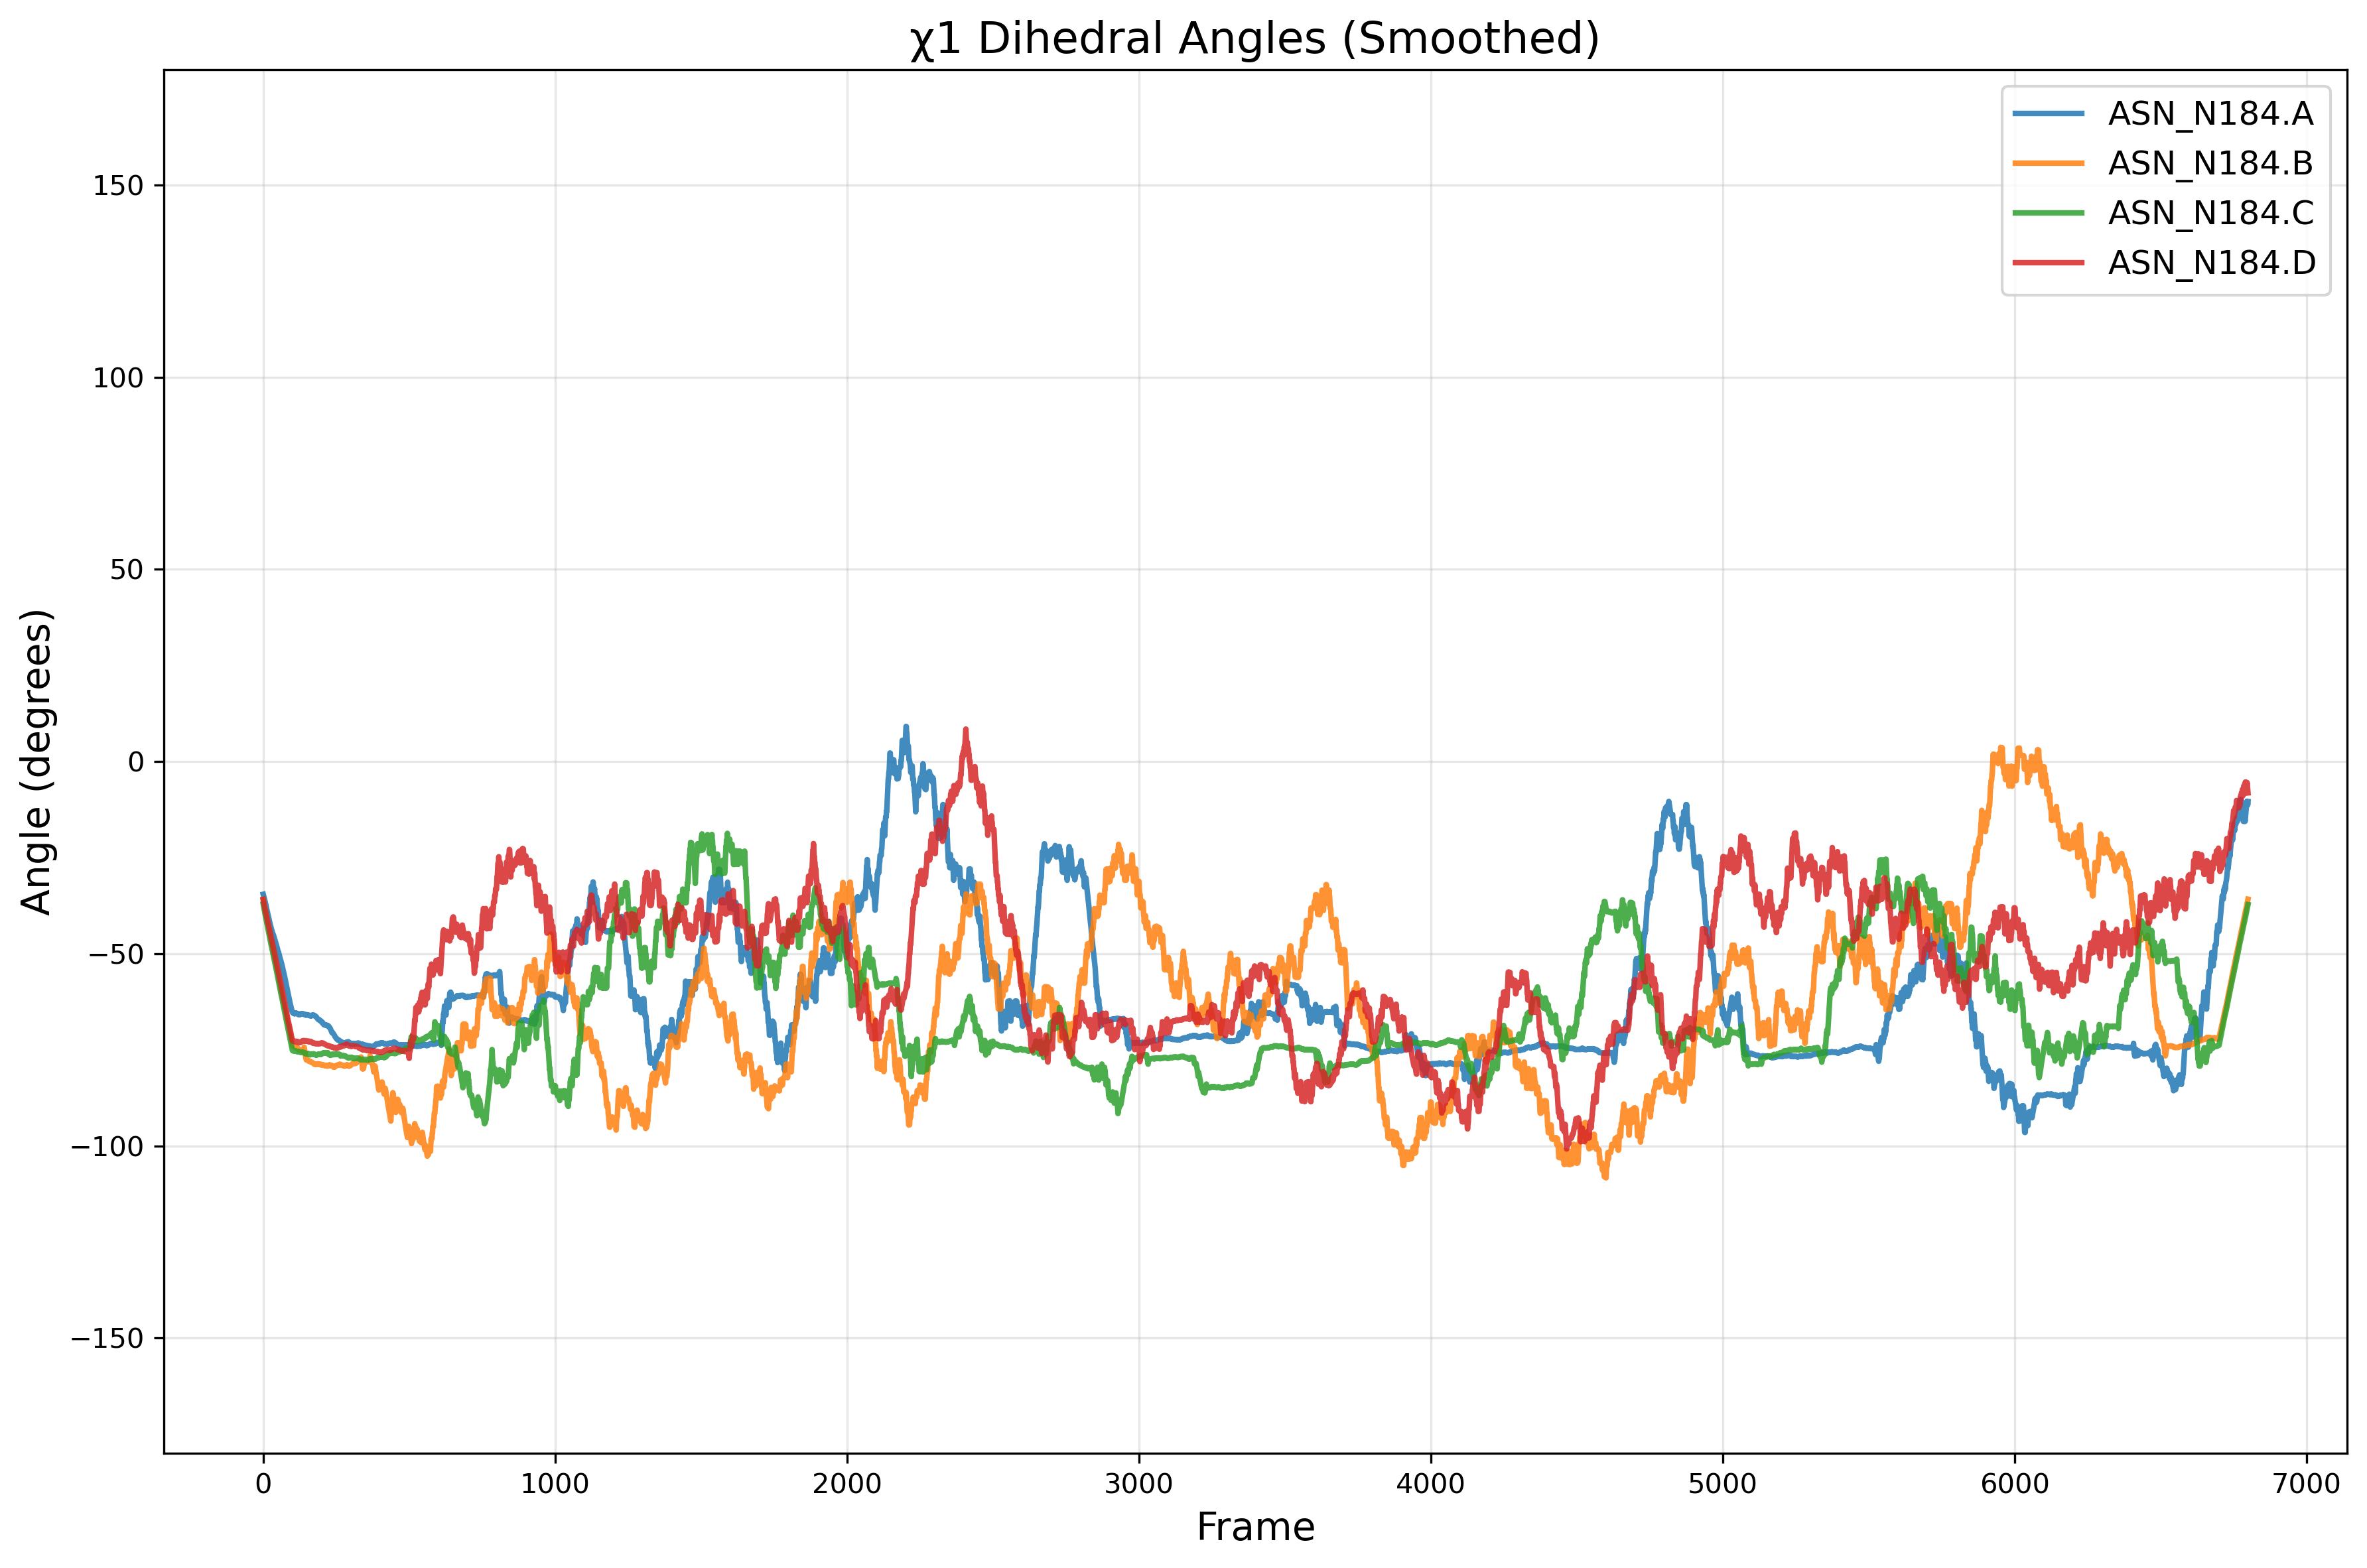 χ1 Dihedral Angles (Smoothed)
ASN_N184.A
ASN_N184.B
ASN_N184.C
ASN_N184.D
150
100
50
0
−50
−100
−150
Angle (degrees)
0 1000 2000 3000 4000 5000 6000 7000
Frame